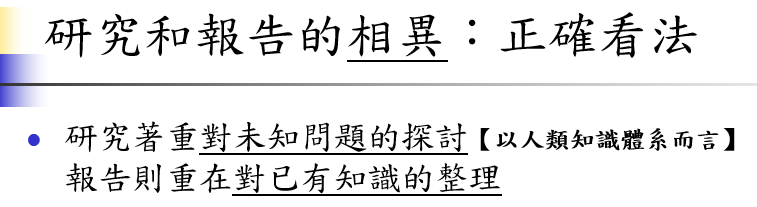 研究和報告的相異：正確看法
研究著重對未知問題的探討【以人類知識體系而言】
報告則重在對已有知識的整理